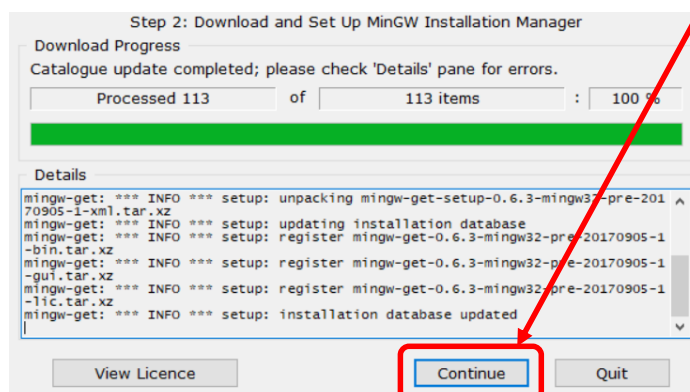 Step 2: Download and Set Up MinGW Installation Manager
Download Progress
Catalogue update completed; please check 'Details' pane for errors.
Processed 113 of 113 items : 100 %
Details
mingw-get: *** INFO *** setup: unpacking mingw-get-setup-0.6.3-mingw32-pre-201
70905-1-xml.tar.xz
mingw-get: *** INFO *** setup: updating installation database
mingw-get: *** INFO *** setup: register mingw-get-0.6.3-mingw32-pre-20170905-1
-bin.tar.xz
mingw-get: *** INFO *** setup: register mingw-get-0.6.3-mingw32-pre-20170905-1
-gui.tar.xz
mingw-get: *** INFO *** setup: register mingw-get-0.6.3-mingw32-pre-20170905-1
-lic.tar.xz
mingw-get: *** INFO *** setup: installation database updated
View Licence Continue Quit